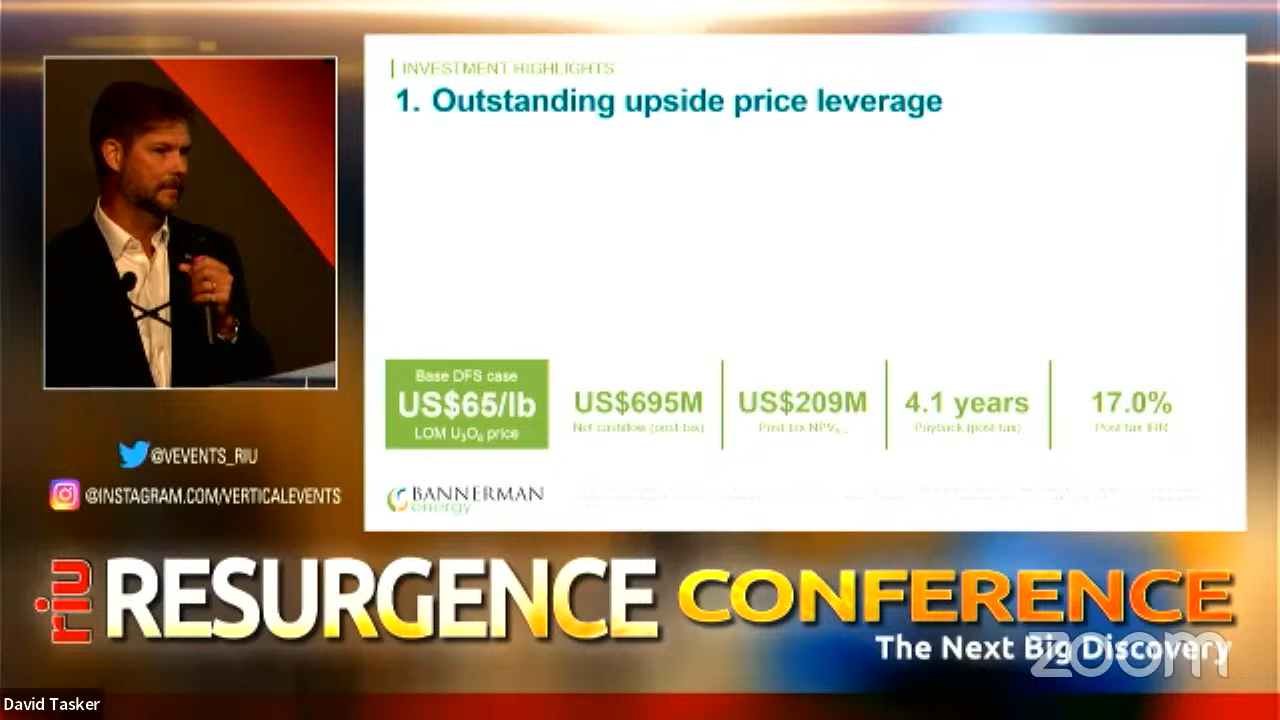 INVESTMENT HIGHLIGHTS
1. Outstanding upside price leverage
Base DFS case
US$65/lb
LOM U₃O₈ price
US$695M
Net cashflow (post-tax)
US$209M
Post-tax NPV
4.1 years
Payback (post-tax)
17.0%
Post tax IRR
BANNERMAN
energy
@VEVENTS_RIU
@INSTAGRAM.COM/VERTICALEVENTS
riu RESURGENCE CONFERENCE
The Next Big Discovery
zoom
David Tasker